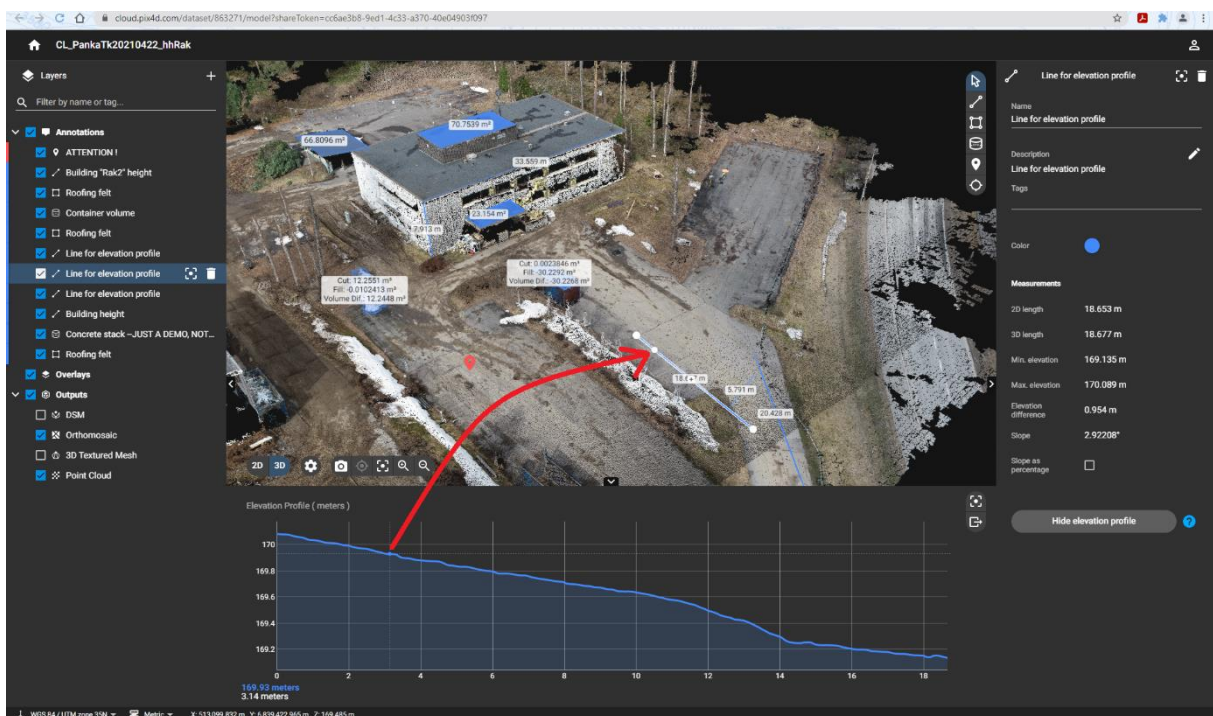 cloud.pix4d.com/dataset/863271/model?shareToken=cc6ae3b8-9ed1-4c33-a370-40e04903f097
CL_PankaTk20210422_hhRak
Layers
Filter by name or tag...
Annotations
ATTENTION !
Building "Rak2" height
Roofing felt
Container volume
Roofing felt
Line for elevation profile
Line for elevation profile
Line for elevation profile
Building height
Concrete stack –JUST A DEMO, NOT...
Roofing felt
Overlays
Outputs
DSM
Orthomosaic
3D Textured Mesh
Point Cloud
70.7539 m²
66.8096 m²
33.559 m
23.154 m²
7.913 m
Cut: 12.2551 m³
Fill: -0.0102413 m³
Volume Dif.: 12.2448 m³
Cut: 0.0023846 m³
Fill: -30.2292 m³
Volume Dif.: -30.2268 m³
5.791 m
20.428 m
2D 3D
Line for elevation profile
Name
Line for elevation profile
Description
Line for elevation profile
Tags
Color
Measurements
2D length 18.653 m
3D length 18.677 m
Min. elevation 169.135 m
Max. elevation 170.089 m
Elevation
difference 0.954 m
Slope 2.92208°
Slope as
percentage
Hide elevation profile ?
Elevation Profile ( meters )
170
169.8
169.6
169.4
169.2
0 2 4 6 8 10 12 14 16 18
169.93 meters
3.14 meters
WGS 84 / UTM zone 35N Metric X: 513,099.832 m Y: 6,839,422.965 m Z: 169.485 m